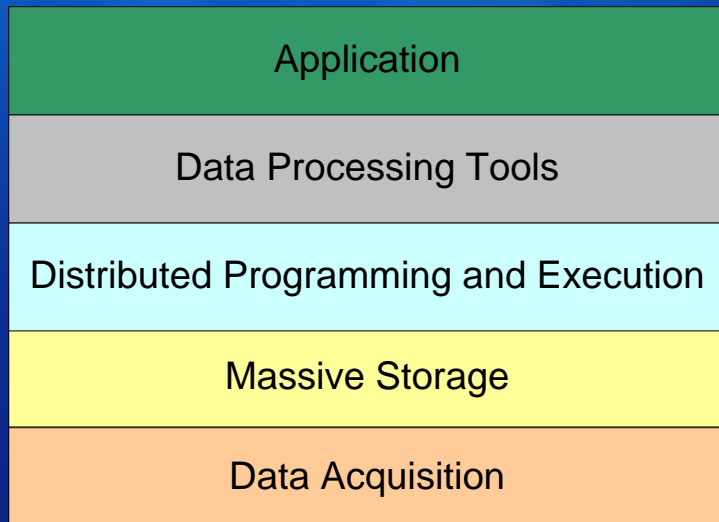 Application
Data Processing Tools
Distributed Programming and Execution
Massive Storage
Data Acquisition